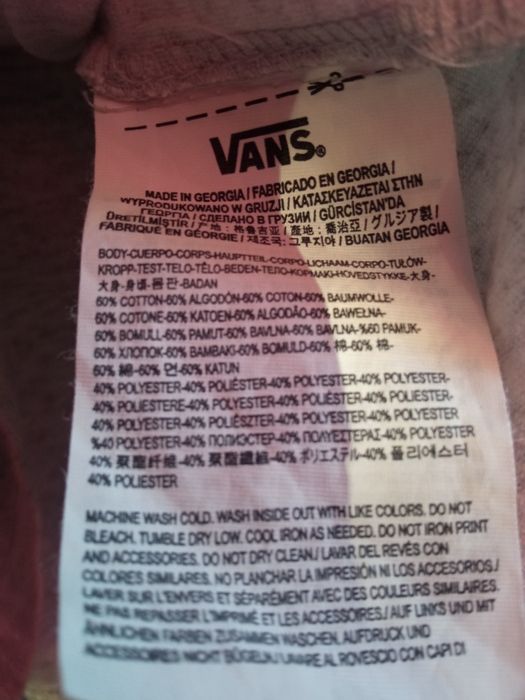 VANS®
MADE IN GEORGIA / FABRICADO EN GEORGIA /
WYPRODUKOWANO W GRUZJI / ΚΑΤΑΣΚΕΥΑΖΕΤΑΙ ΣΤΗΝ
ΓΕΩΡΓΙΑ / СДЕЛАНО В ГРУЗИИ / GÜRCİSTAN'DA
ÜRETİLMİŞTİR / 产地：格鲁吉亚 / 產地：喬治亞 / グルジア製 /
FABRIQUÉ EN GÉORGIE / 제조국: 그루지야 / BUATAN GEORGIA
BODY-CUERPO-CORPS-HAUPTTEIL-CORPO-LICHAAM-CORPO-TUŁÓW-
KROPP-TEST-TELO-TĚLO-BEDEN-ТЕЛО-ΚΟΡΜΑΚΙ-HOVEDSTYKKE-大身-
大身-身頃-몸 판-BADAN
60% COTTON-60% ALGODÓN-60% COTON-60% BAUMWOLLE-
60% COTONE-60% KATOEN-60% ALGODÃO-60% BAWEŁNA-
60% BOMULL-60% PAMUT-60% BAVLNA-60% BAVLNA-%60 PAMUK-
60% ХЛОПОК-60% ΒΑΜΒΑΚΙ-60% BOMULD-60% 棉-60% 棉-
60% 綿-60% 면-60% KATUN
40% POLYESTER-40% POLIÉSTER-40% POLYESTER-40% POLYESTER-
40% POLIESTERE-40% POLYESTER-40% POLIÉSTER-40% POLIESTER-
40% POLYESTER-40% POLIÉSZTER-40% POLYESTER-40% POLYESTER
%40 POLYESTER-40% ПОЛИЭСТЕР-40% ΠΟΛΥΕΣΤΕΡΑΣ-40% POLYESTER
40% 聚酯纤维-40% 聚酯纖維-40% ポリエステル-40% 폴리에스터
40% POLIESTER
MACHINE WASH COLD. WASH INSIDE OUT WITH LIKE COLORS. DO NOT
BLEACH. TUMBLE DRY LOW. COOL IRON AS NEEDED. DO NOT IRON PRINT
AND ACCESSORIES. DO NOT DRY CLEAN./ LAVAR DEL REVÉS CON
COLORES SIMILARES. NO PLANCHAR LA IMPRESIÓN NI LOS ACCESORIOS /
LAVER SUR L'ENVERS ET SÉPARÉMENT AVEC DES COULEURS SIMILAIRES.
NE PAS REPASSER L'IMPRIMÉ ET LES ACCESSOIRES./ AUF LINKS UND MIT
ÄHNLICHEN FARBEN ZUSAMMEN WASCHEN. AUFDRUCK UND
ACCESSOIRES NICHT BÜGELN./ LAVARE AL ROVESCIO CON CAPI DI